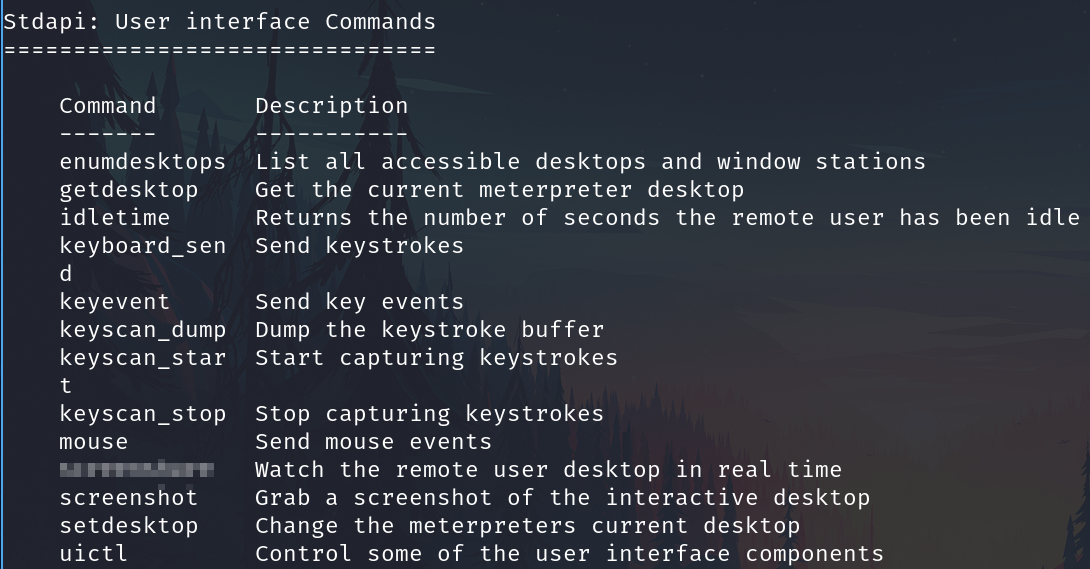 Stdapi: User interface Commands
===============================
Command       Description
-------       -----------
enumdesktops  List all accessible desktops and window stations
getdesktop    Get the current meterpreter desktop
idletime      Returns the number of seconds the remote user has been idle
keyboard_sen  Send keystrokes
d
keyevent      Send key events
keyscan_dump  Dump the keystroke buffer
keyscan_star  Start capturing keystrokes
t
keyscan_stop  Stop capturing keystrokes
mouse         Send mouse events
Watch the remote user desktop in real time
screenshot    Grab a screenshot of the interactive desktop
setdesktop    Change the meterpreters current desktop
uictl         Control some of the user interface components